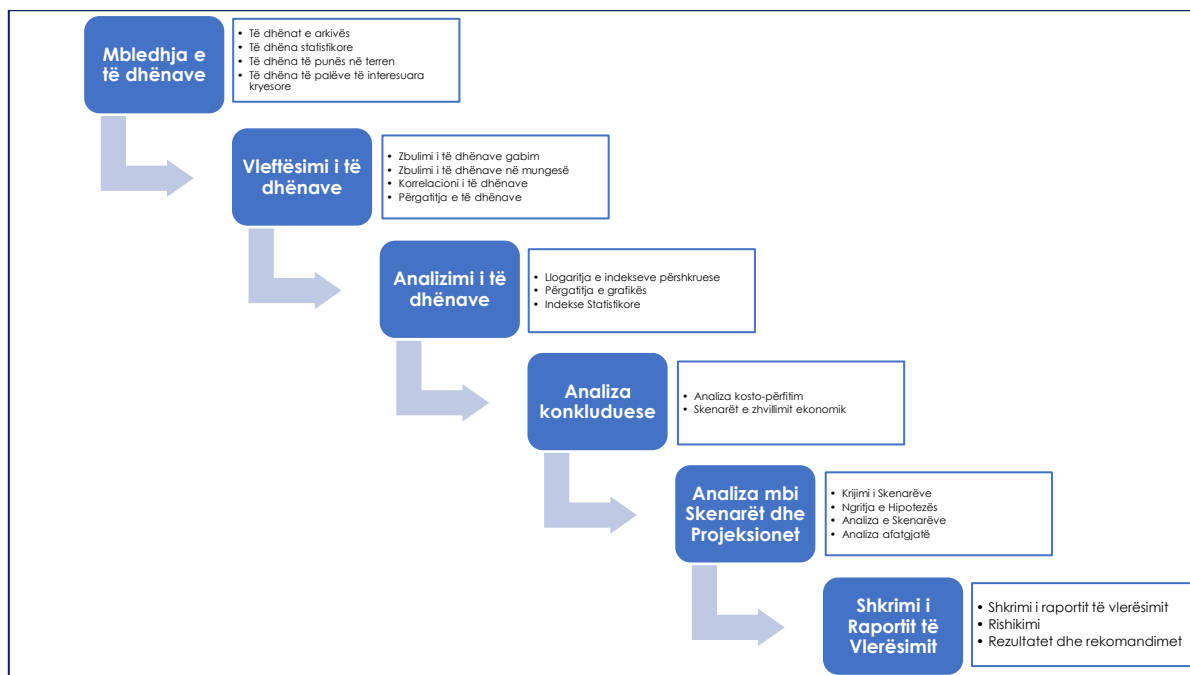 Mbledhja e
të dhënave
• Të dhënat e arkivës
• Të dhëna statistikore
• Të dhëna të punës në terren
• Të dhëna të palëve të interesuara
kryesore
Vleftësimi i të
dhënave
• Zbulimi i të dhënave gabim
• Zbulimi i të dhënave në mungesë
• Korrelacioni i të dhënave
• Përgatitja e të dhënave
Analizimi i të
dhënave
• Llogaritja e indekseve përshkruese
• Përgatitja e grafikës
• Indekse Statistikore
Analiza
konkluduese
• Analiza kosto-përfitim
• Skenarët e zhvillimit ekonomik
Analiza mbi
Skenarët dhe
Projeksionet
• Krijimi i Skenarëve
• Ngritja e Hipotezës
• Analiza e Skenarëve
• Analiza afatgjatë
Shkrimi i
Raportit të
Vlerësimit
• Shkrimi i raportit të vlerësimit
• Rishikimi
• Rezultatet dhe rekomandimet